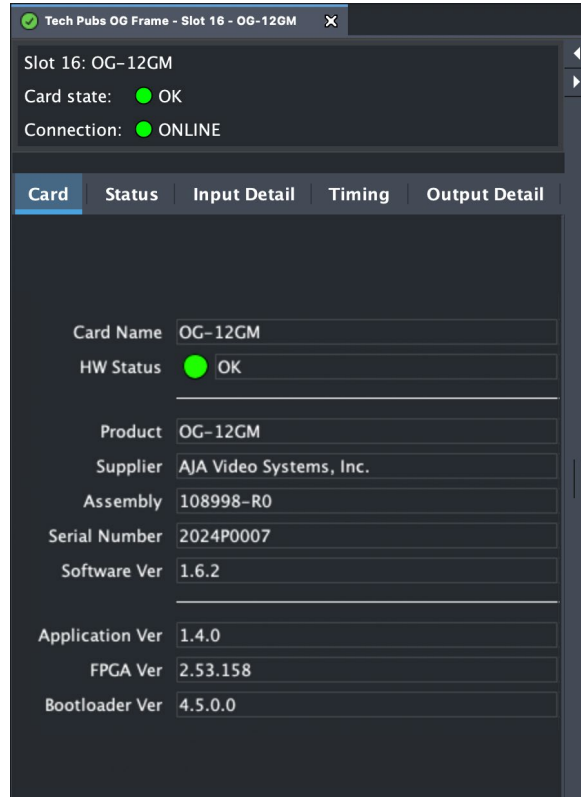 Tech Pubs OG Frame - Slot 16 - OG-12GM
Slot 16: OG-12GM
Card state: OK
Connection: ONLINE
Card Status Input Detail Timing Output Detail
Card Name OG-12GM
HW Status OK
Product OG-12GM
Supplier AJA Video Systems, Inc.
Assembly 108998-R0
Serial Number 2024P0007
Software Ver 1.6.2
Application Ver 1.4.0
FPGA Ver 2.53.158
Bootloader Ver 4.5.0.0